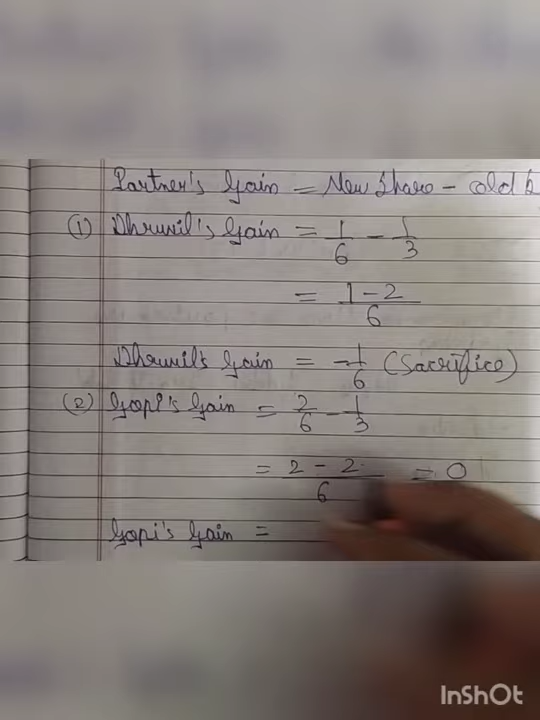 Partner's Gain = New Share - old
(1) Dhruvil's Gain = 1/6 - 1/3
= 1-2/6
Dhruvil's Gain = -1/6 (Sacrifice)
(2) Gopi's Gain = 2/6 - 1/3
= 2-2/6 = 0
Gopi's Gain =
InShOt